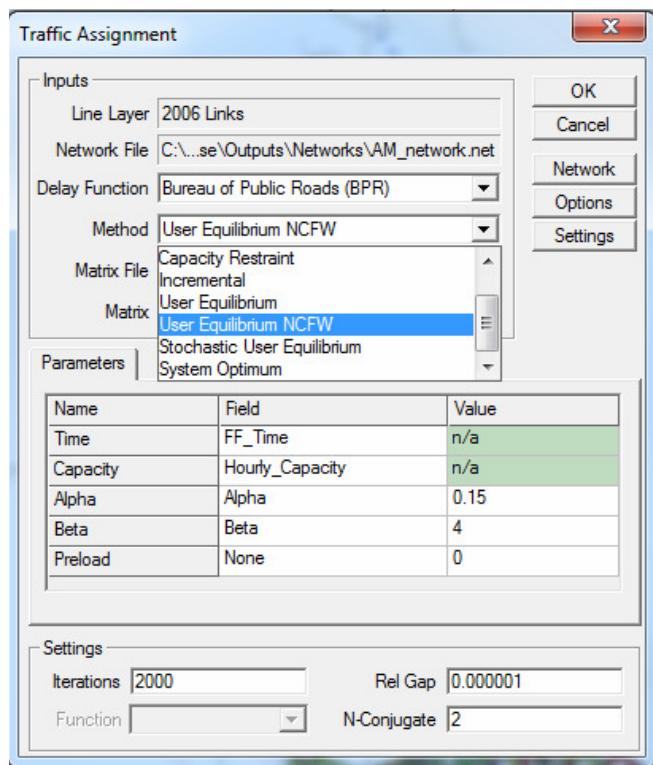 Traffic Assignment
Inputs
Line Layer 2006 Links
Network File C:\...se\Outputs\Networks\AM_network.net
Delay Function Bureau of Public Roads (BPR)
Method User Equilibrium NCFW
Matrix File
Matrix
Capacity Restraint
Incremental
User Equilibrium
User Equilibrium NCFW
Stochastic User Equilibrium
System Optimum
OK
Cancel
Network
Options
Settings
Parameters
Name Field Value
Time FF_Time n/a
Capacity Hourly_Capacity n/a
Alpha Alpha 0.15
Beta Beta 4
Preload None 0
Settings
Iterations 2000 Rel Gap 0.000001
Function N-Conjugate 2